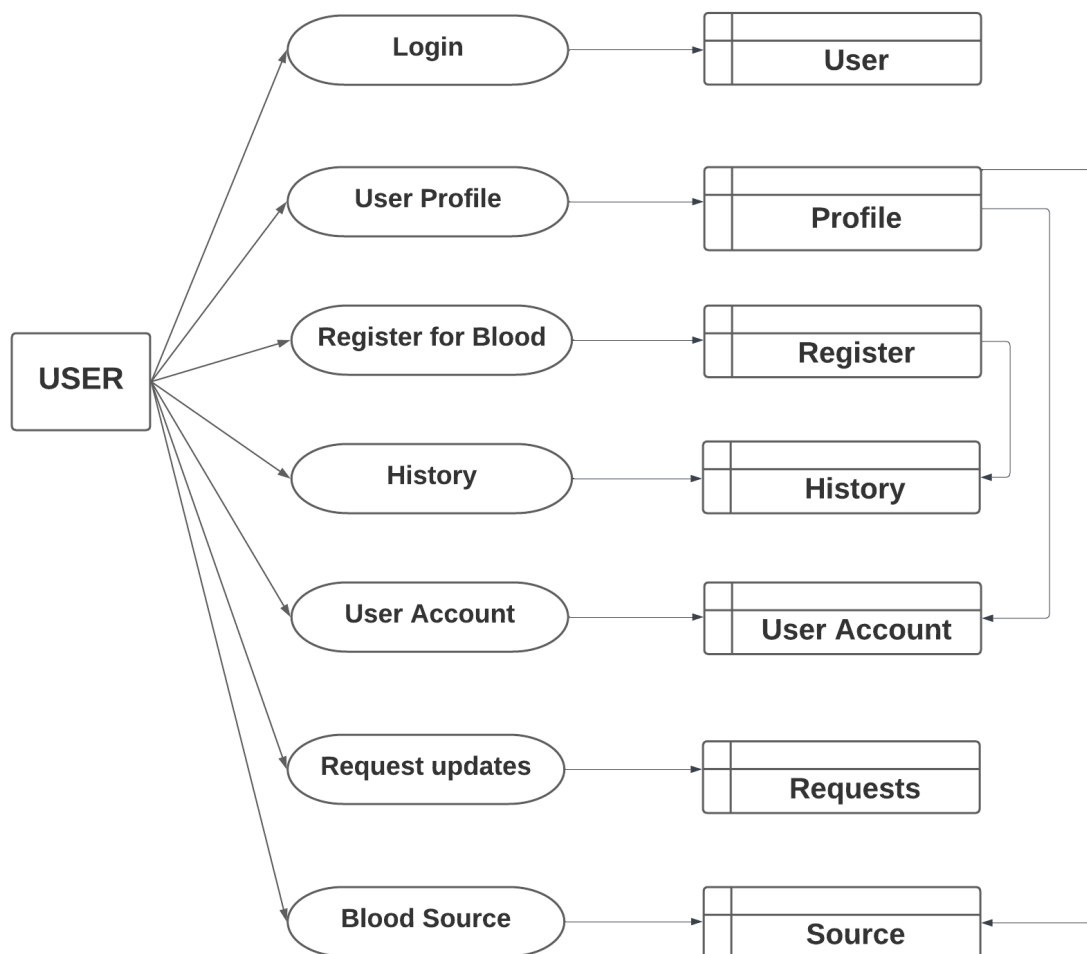 Login
User
User Profile
Profile
Register for Blood
Register
USER
History
History
User Account
User Account
Request updates
Requests
Blood Source
Source